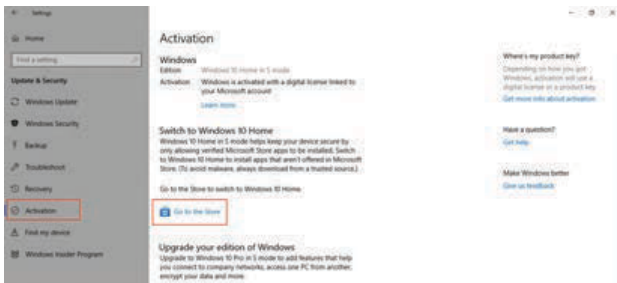 Settings
Home
Find a setting
Update & Security
Windows Update
Windows Security
Backup
Troubleshoot
Recovery
Activation
Find my device
Windows Insider Program
Activation
Windows
Edition Windows 10 Home in S mode
Activation Windows is activated with a digital license linked to
your Microsoft account
Learn more
Switch to Windows 10 Home
Windows 10 Home in S mode helps keep your device secure by
only allowing verified Microsoft Store apps to be installed. Switch
to Windows 10 Home to install apps that aren't offered in Microsoft
Store. (To avoid malware, always download from a trusted source.)
Go to the Store to switch to Windows 10 Home.
Go to the Store
Upgrade your edition of Windows
Upgrade to Windows 10 Pro in S mode to add features that help
you connect to company networks, access one PC from another,
encrypt your data and more.
Where's my product key?
Depending on how you got
Windows, activation will use a
digital license or a product key.
Get more info about activation
Have a question?
Get help
Make Windows better
Give us feedback